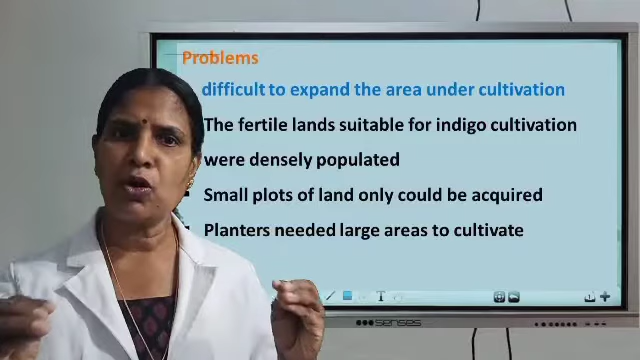 Problems
difficult to expand the area under cultivation
The fertile lands suitable for indigo cultivation
were densely populated
Small plots of land only could be acquired
Planters needed large areas to cultivate
senses